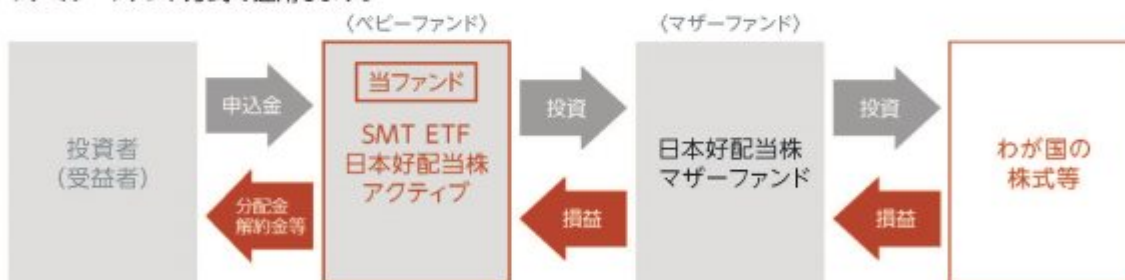 〈ベビーファンド〉
〈マザーファンド〉
投資者
(受益者)
申込金
分配金
解約金等
当ファンド
SMT ETF
日本好配当株
アクティブ
投資
損益
日本好配当株
マザーファンド
投資
損益
わが国の
株式等